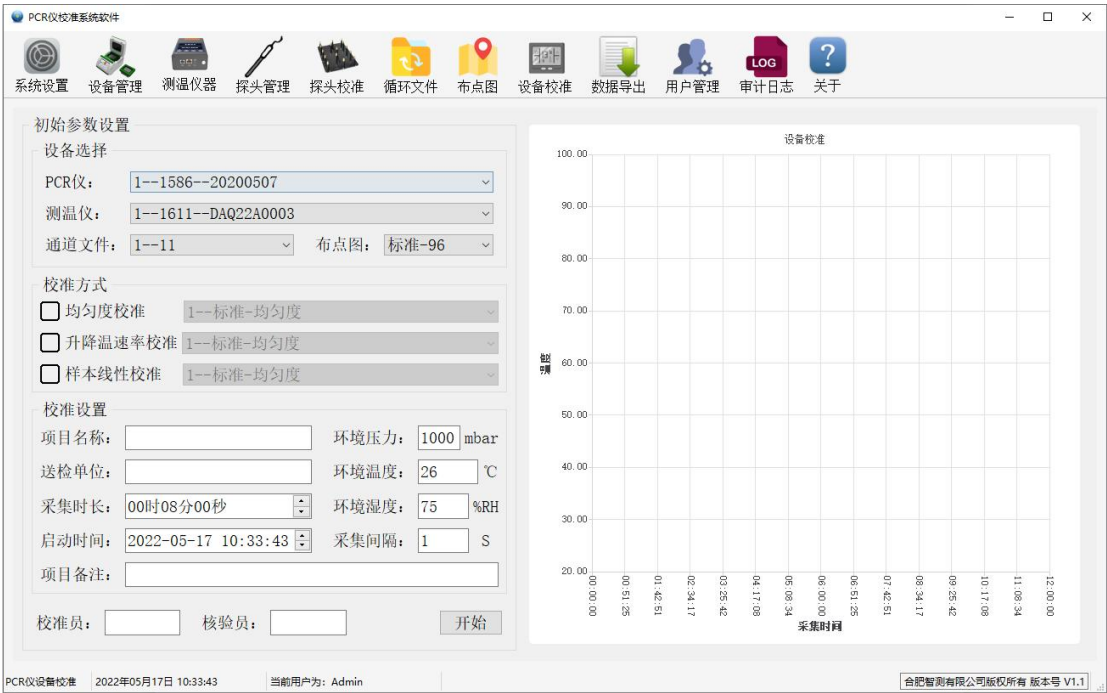 PCR仪校准系统软件
系统设置 设备管理 测温仪器 探头管理 探头校准 循环文件 布点图 设备校准 数据导出 用户管理 LOG 审计日志 ? 关于
初始参数设置
设备选择
PCR仪： 1--1586--20200507
测温仪： 1--1611--DAQ22A0003
通道文件： 1--11 布点图： 标准-96
校准方式
均匀度校准 1--标准-均匀度
升降温速率校准 1--标准-均匀度
样本线性校准 1--标准-均匀度
校准设置
项目名称： 环境压力： 1000 mbar
送检单位： 环境温度： 26 ℃
采集时长： 00时08分00秒 环境湿度： 75 %RH
启动时间： 2022-05-17 10:33:43 采集间隔： 1 S
项目备注：
校准员： 核验员： 开始
设备校准
100.00
90.00
80.00
70.00
温度
60.00
50.00
40.00
30.00
20.00
00:00:00 00:51:25 01:42:51 02:34:17 03:25:42 04:17:08 05:08:34 06:00:00 06:51:25 07:42:51 08:34:17 09:25:42 10:17:08 11:08:34 12:00:00
采集时间
PCR仪设备校准 2022年05月17日 10:33:43 当前用户为：Admin 合肥智测有限公司版权所有 版本号 V1.1